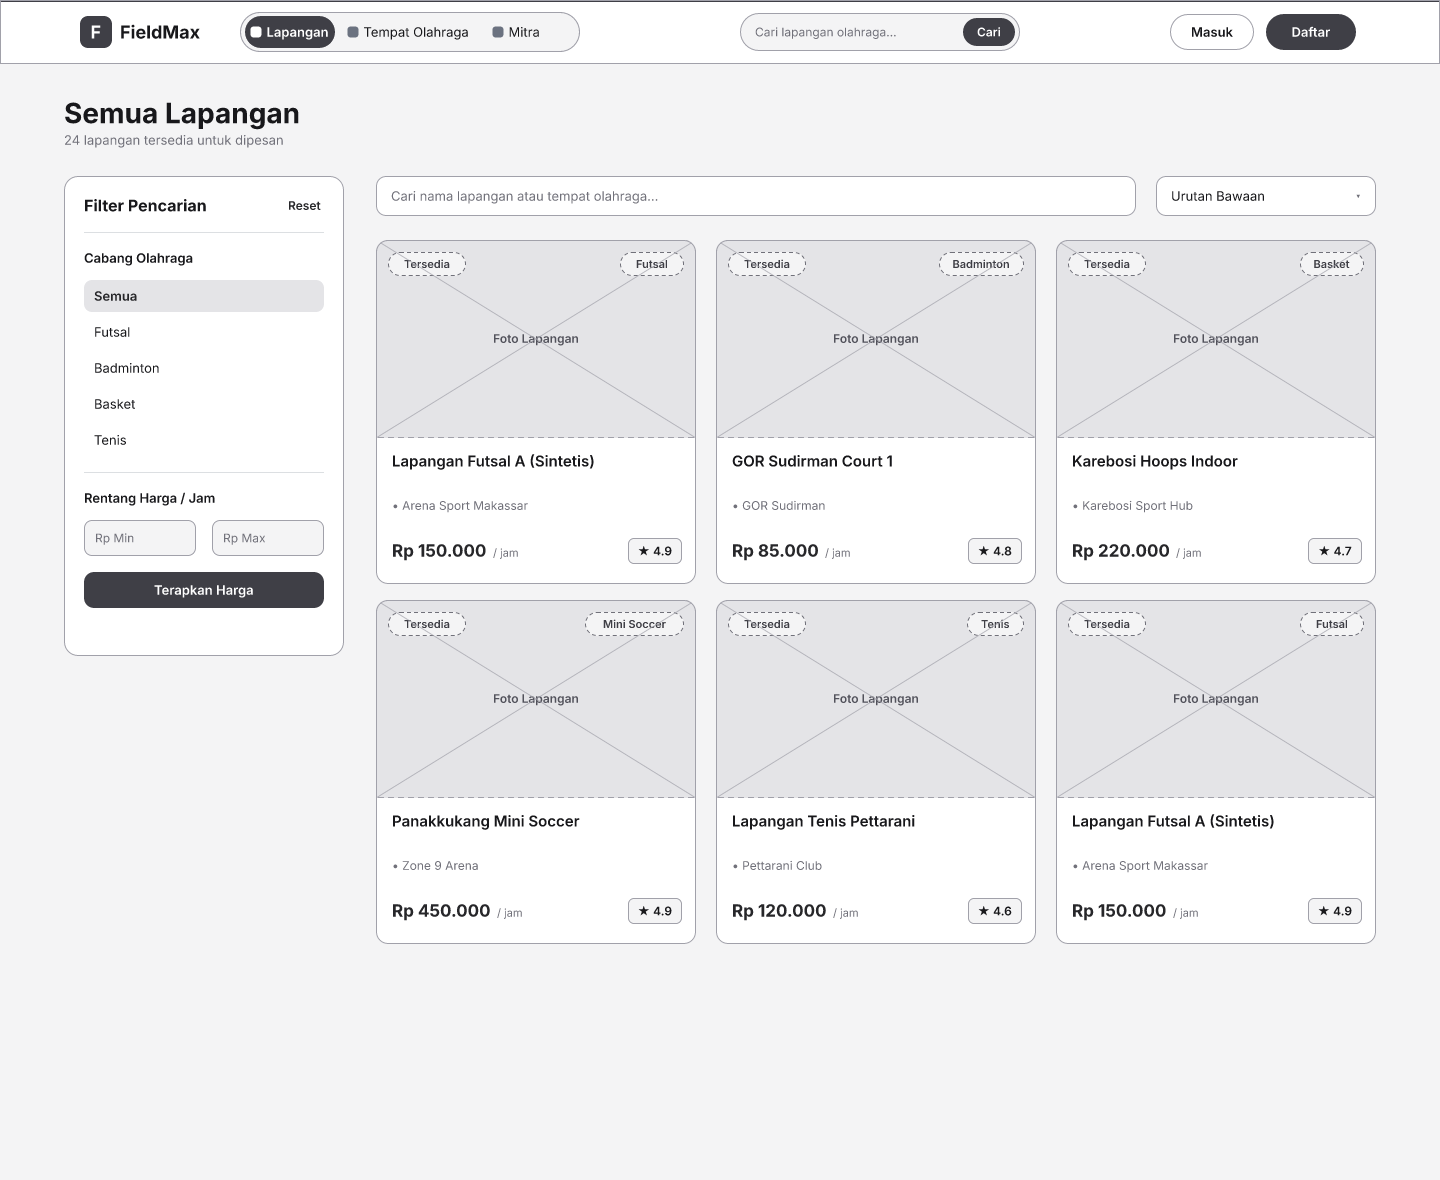 F FieldMax Lapangan Tempat Olahraga Mitra Cari lapangan olahraga... Cari Masuk Daftar
Semua Lapangan
24 lapangan tersedia untuk dipesan
Filter Pencarian Reset
Cabang Olahraga
Semua
Futsal
Badminton
Basket
Tenis
Rentang Harga / Jam
Rp Min Rp Max
Terapkan Harga
Cari nama lapangan atau tempat olahraga... Urutan Bawaan
Tersedia Futsal
Foto Lapangan
Lapangan Futsal A (Sintetis)
• Arena Sport Makassar
Rp 150.000 / jam ★ 4.9
Tersedia Badminton
Foto Lapangan
GOR Sudirman Court 1
• GOR Sudirman
Rp 85.000 / jam ★ 4.8
Tersedia Basket
Foto Lapangan
Karebosi Hoops Indoor
• Karebosi Sport Hub
Rp 220.000 / jam ★ 4.7
Tersedia Mini Soccer
Foto Lapangan
Panakkukang Mini Soccer
• Zone 9 Arena
Rp 450.000 / jam ★ 4.9
Tersedia Tenis
Foto Lapangan
Lapangan Tenis Pettarani
• Pettarani Club
Rp 120.000 / jam ★ 4.6
Tersedia Futsal
Foto Lapangan
Lapangan Futsal A (Sintetis)
• Arena Sport Makassar
Rp 150.000 / jam ★ 4.9